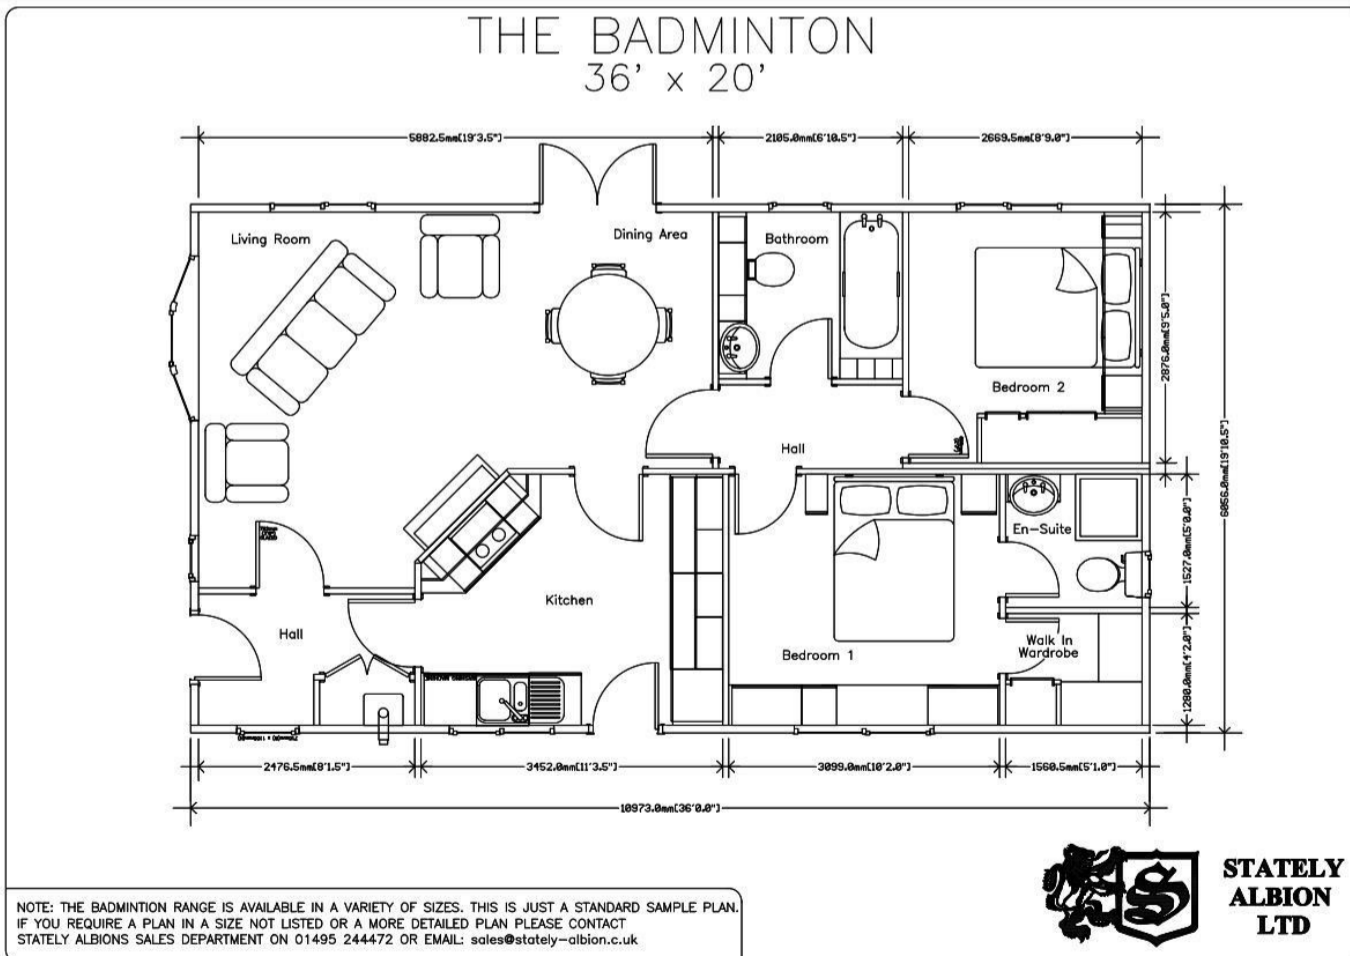 THE BADMINTON
36' x 20'
5882.5mm[19'3.5"]
2105.0mm[6'10.5"]
2669.5mm[8'9.0"]
Living Room
Dining Area
Bathroom
Bedroom 2
2876.0mm[9'5.0"]
6056.0mm[19'10.5"]
Hall
En-Suite
1527.0mm[5'0.0"]
Kitchen
Hall
Bedroom 1
Walk In
Wardrobe
1280.0mm[4'2.0"]
2476.5mm[8'1.5"]
3452.0mm[11'3.5"]
3099.0mm[10'2.0"]
1560.5mm[5'1.0"]
10973.0mm[36'0.0"]
S
STATELY
ALBION
LTD
NOTE: THE BADMINTION RANGE IS AVAILABLE IN A VARIETY OF SIZES. THIS IS JUST A STANDARD SAMPLE PLAN.
IF YOU REQUIRE A PLAN IN A SIZE NOT LISTED OR A MORE DETAILED PLAN PLEASE CONTACT
STATELY ALBIONS SALES DEPARTMENT ON 01495 244472 OR EMAIL: sales@stately-albion.c.uk